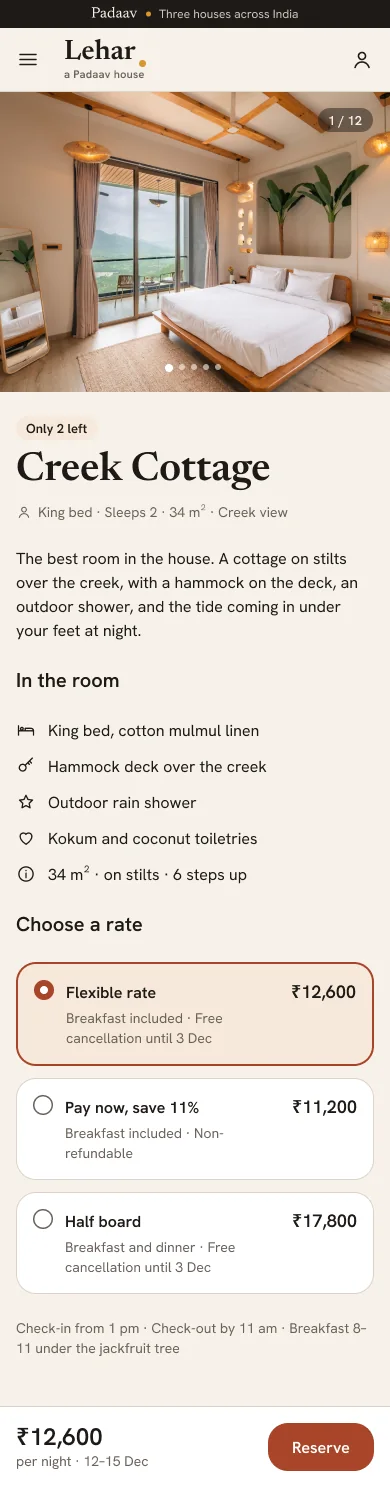 Padaav • Three houses across India
Lehar
a Padaav house
1 / 12
Only 2 left
Creek Cottage
King bed · Sleeps 2 · 34 m² · Creek view
The best room in the house. A cottage on stilts
over the creek, with a hammock on the deck, an
outdoor shower, and the tide coming in under
your feet at night.
In the room
King bed, cotton mulmul linen
Hammock deck over the creek
Outdoor rain shower
Kokum and coconut toiletries
34 m² · on stilts · 6 steps up
Choose a rate
Flexible rate ₹12,600
Breakfast included · Free
cancellation until 3 Dec
Pay now, save 11% ₹11,200
Breakfast included · Non-
refundable
Half board ₹17,800
Breakfast and dinner · Free
cancellation until 3 Dec
Check-in from 1 pm · Check-out by 11 am · Breakfast 8–
11 under the jackfruit tree
₹12,600
per night · 12–15 Dec
Reserve